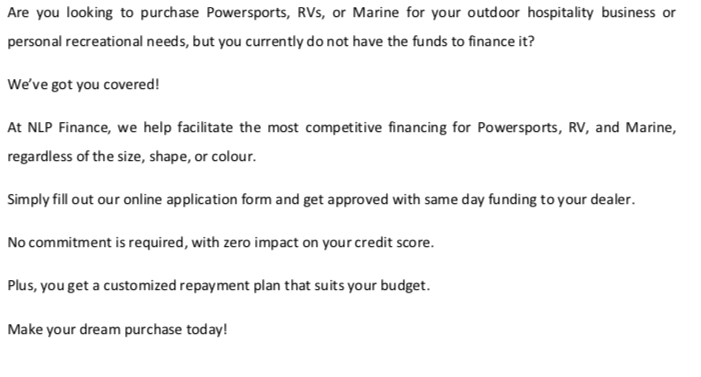 Are you looking to purchase Powersports, RVs, or Marine for your outdoor hospitality business or
personal recreational needs, but you currently do not have the funds to finance it?
We’ve got you covered!
At NLP Finance, we help facilitate the most competitive financing for Powersports, RV, and Marine,
regardless of the size, shape, or colour.
Simply fill out our online application form and get approved with same day funding to your dealer.
No commitment is required, with zero impact on your credit score.
Plus, you get a customized repayment plan that suits your budget.
Make your dream purchase today!